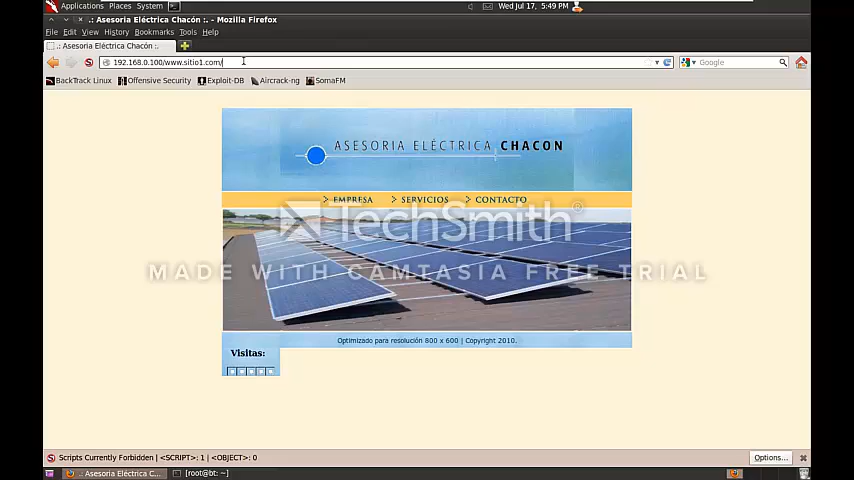 Applications Places System Wed Jul 17, 5:49 PM
.: Asesoria Eléctrica Chacón :. - Mozilla Firefox
File Edit View History Bookmarks Tools Help
.: Asesoria Eléctrica Chacón :.
192.168.0.100/www.sitio1.com/ Google
BackTrack Linux Offensive Security Exploit-DB Aircrack-ng SomaFM
ASESORIA ELÉCTRICA CHACON
EMPRESA SERVICIOS CONTACTO
TechSmith®
MADE WITH CAMTASIA FREE TRIAL
Optimizado para resolución 800 x 600 | Copyright 2010.
Visitas:
Scripts Currently Forbidden | <SCRIPT>: 1 | <OBJECT>: 0 Options...
.: Asesoria Eléctrica C... [root@bt: ~]